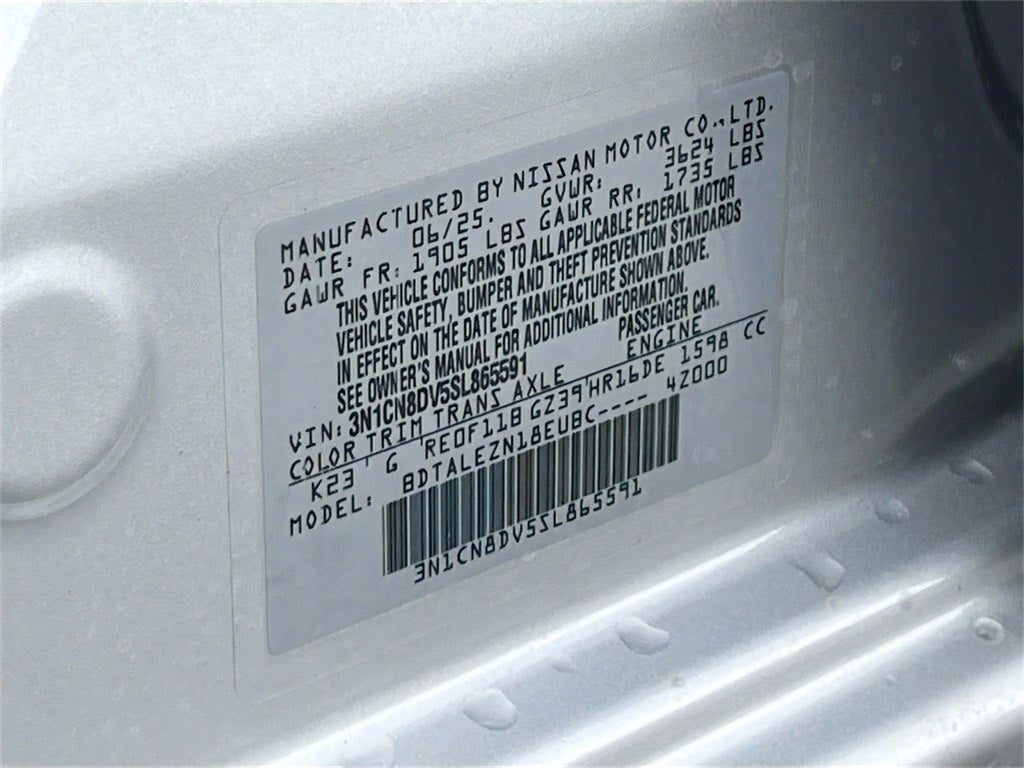 MANUFACTURED BY NISSAN MOTOR CO.,LTD.
DATE: 06/25. GVWR: 3624 LBS
GAWR FR: 1905 LBS GAWR RR: 1735 LBS
THIS VEHICLE CONFORMS TO ALL APPLICABLE FEDERAL MOTOR
VEHICLE SAFETY, BUMPER AND THEFT PREVENTION STANDARDS
IN EFFECT ON THE DATE OF MANUFACTURE SHOWN ABOVE.
SEE OWNER'S MANUAL FOR ADDITIONAL INFORMATION.
VIN: 3N1CN8DV5SL865591 PASSENGER CAR.
COLOR TRIM TRANS AXLE ENGINE
K23 G RE0F11B GZ39 HR16DE 1598 CC
MODEL: BDTALEZN18EUBC---- 42000
3N1CN8DV5SL865591